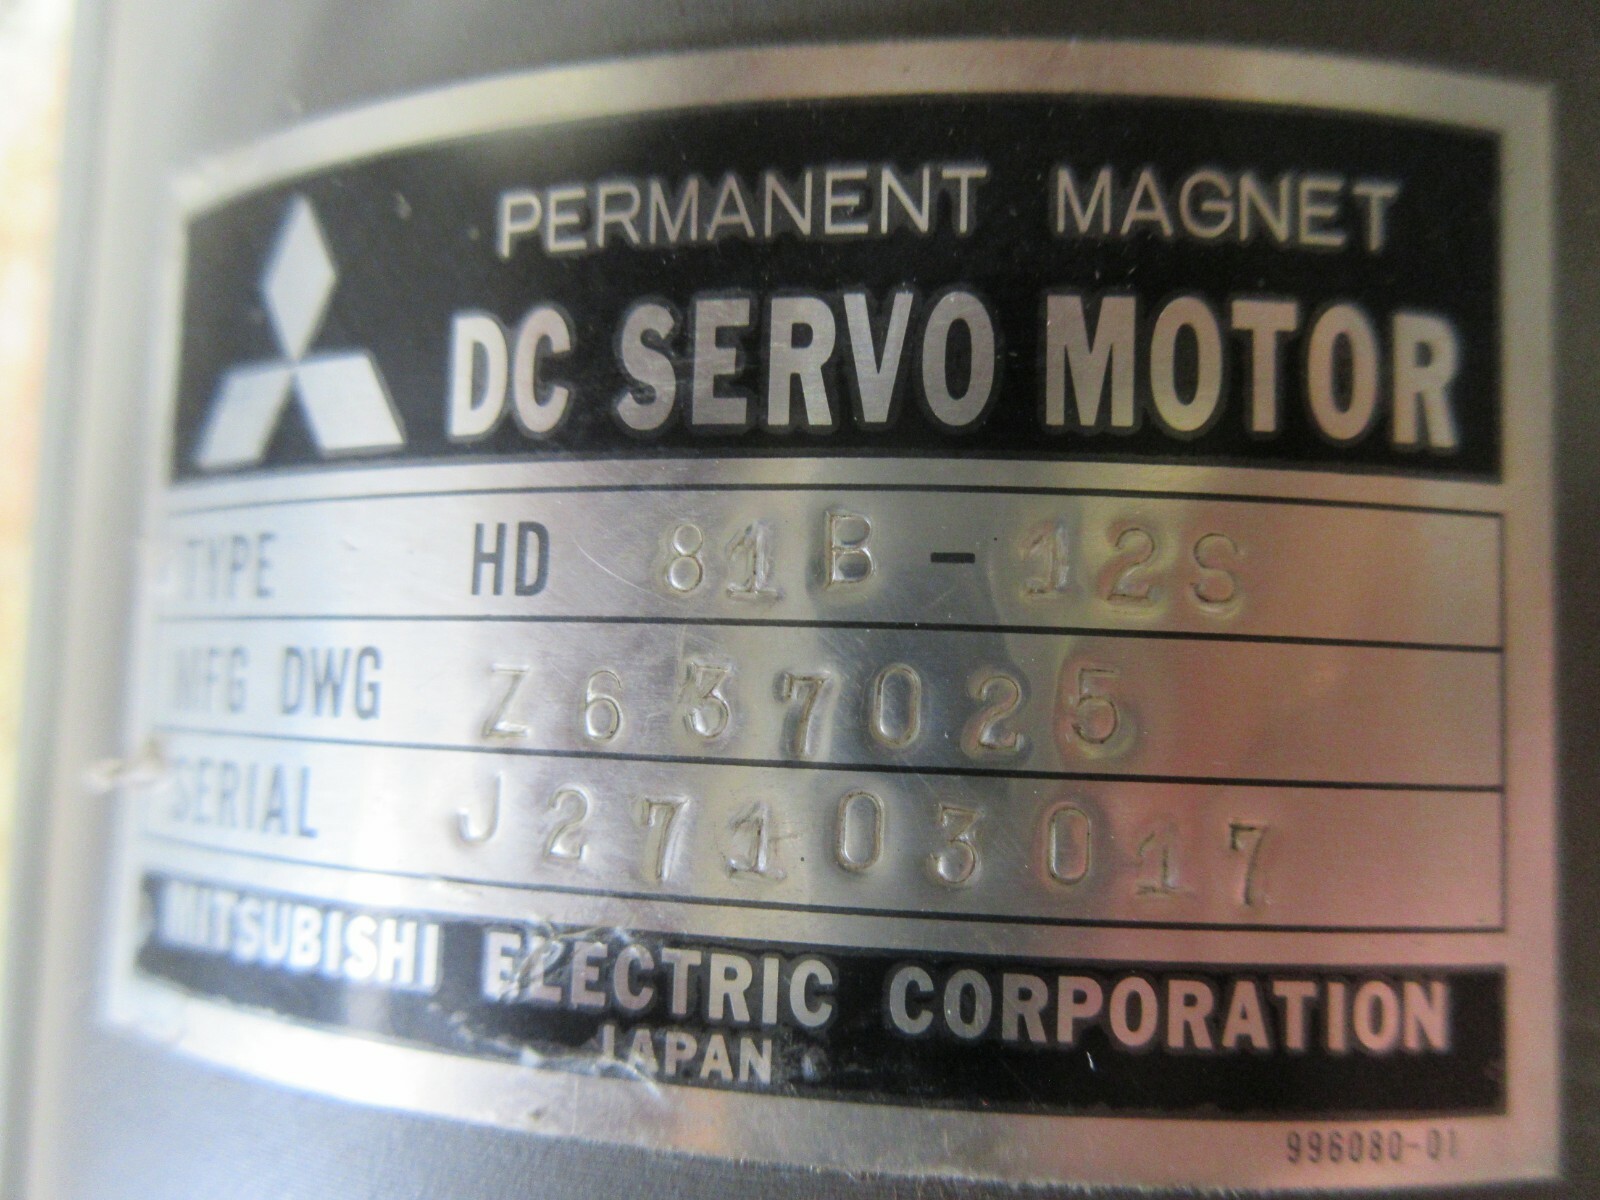 PERMANENT MAGNET
DC SERVO MOTOR
TYPE HD 81B-12S
MFG DWG Z637025
SERIAL J27103017
MITSUBISHI ELECTRIC CORPORATION
JAPAN
996080-01